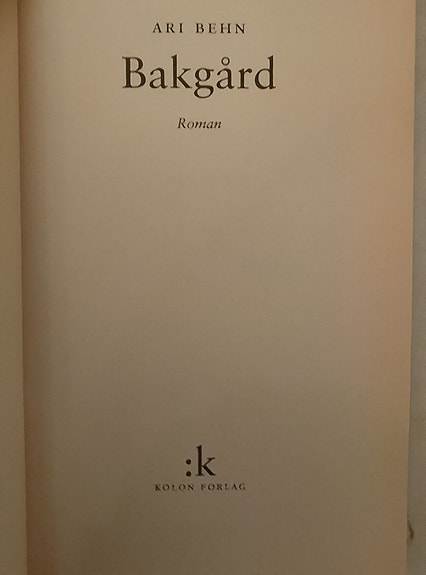 ARI BEHN
Bakgård
Roman
:k
KOLON FORLAG